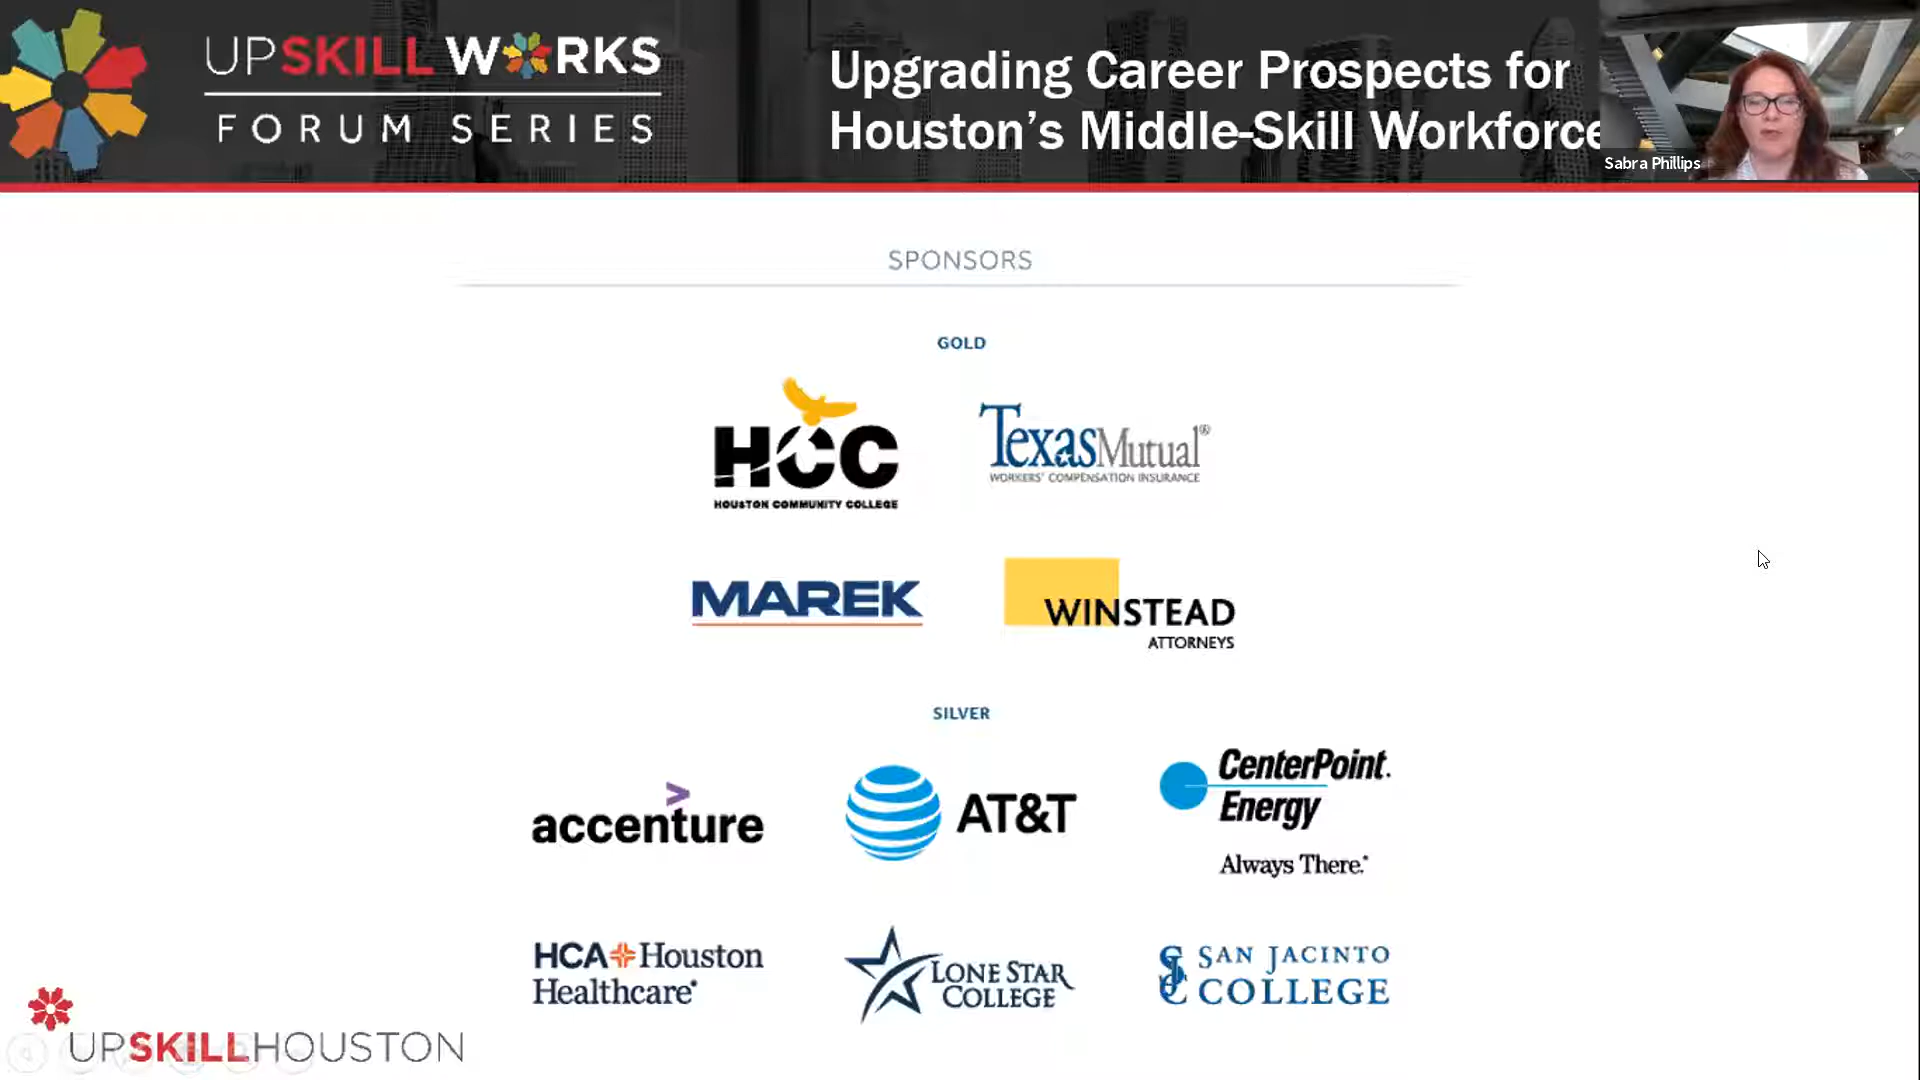 UPSKILL WORKS
FORUM SERIES
Upgrading Career Prospects for
Houston's Middle-Skill Workforce
Sabra Phillips
SPONSORS
GOLD
HCC
HOUSTON COMMUNITY COLLEGE
TexasMutual®
WORKERS' COMPENSATION INSURANCE
MAREK
WINSTEAD
ATTORNEYS
SILVER
accenture
AT&T
CenterPoint.
Energy
Always There.®
HCA Houston
Healthcare®
LONE STAR
COLLEGE
SJC SAN JACINTO
COLLEGE
UPSKILLHOUSTON